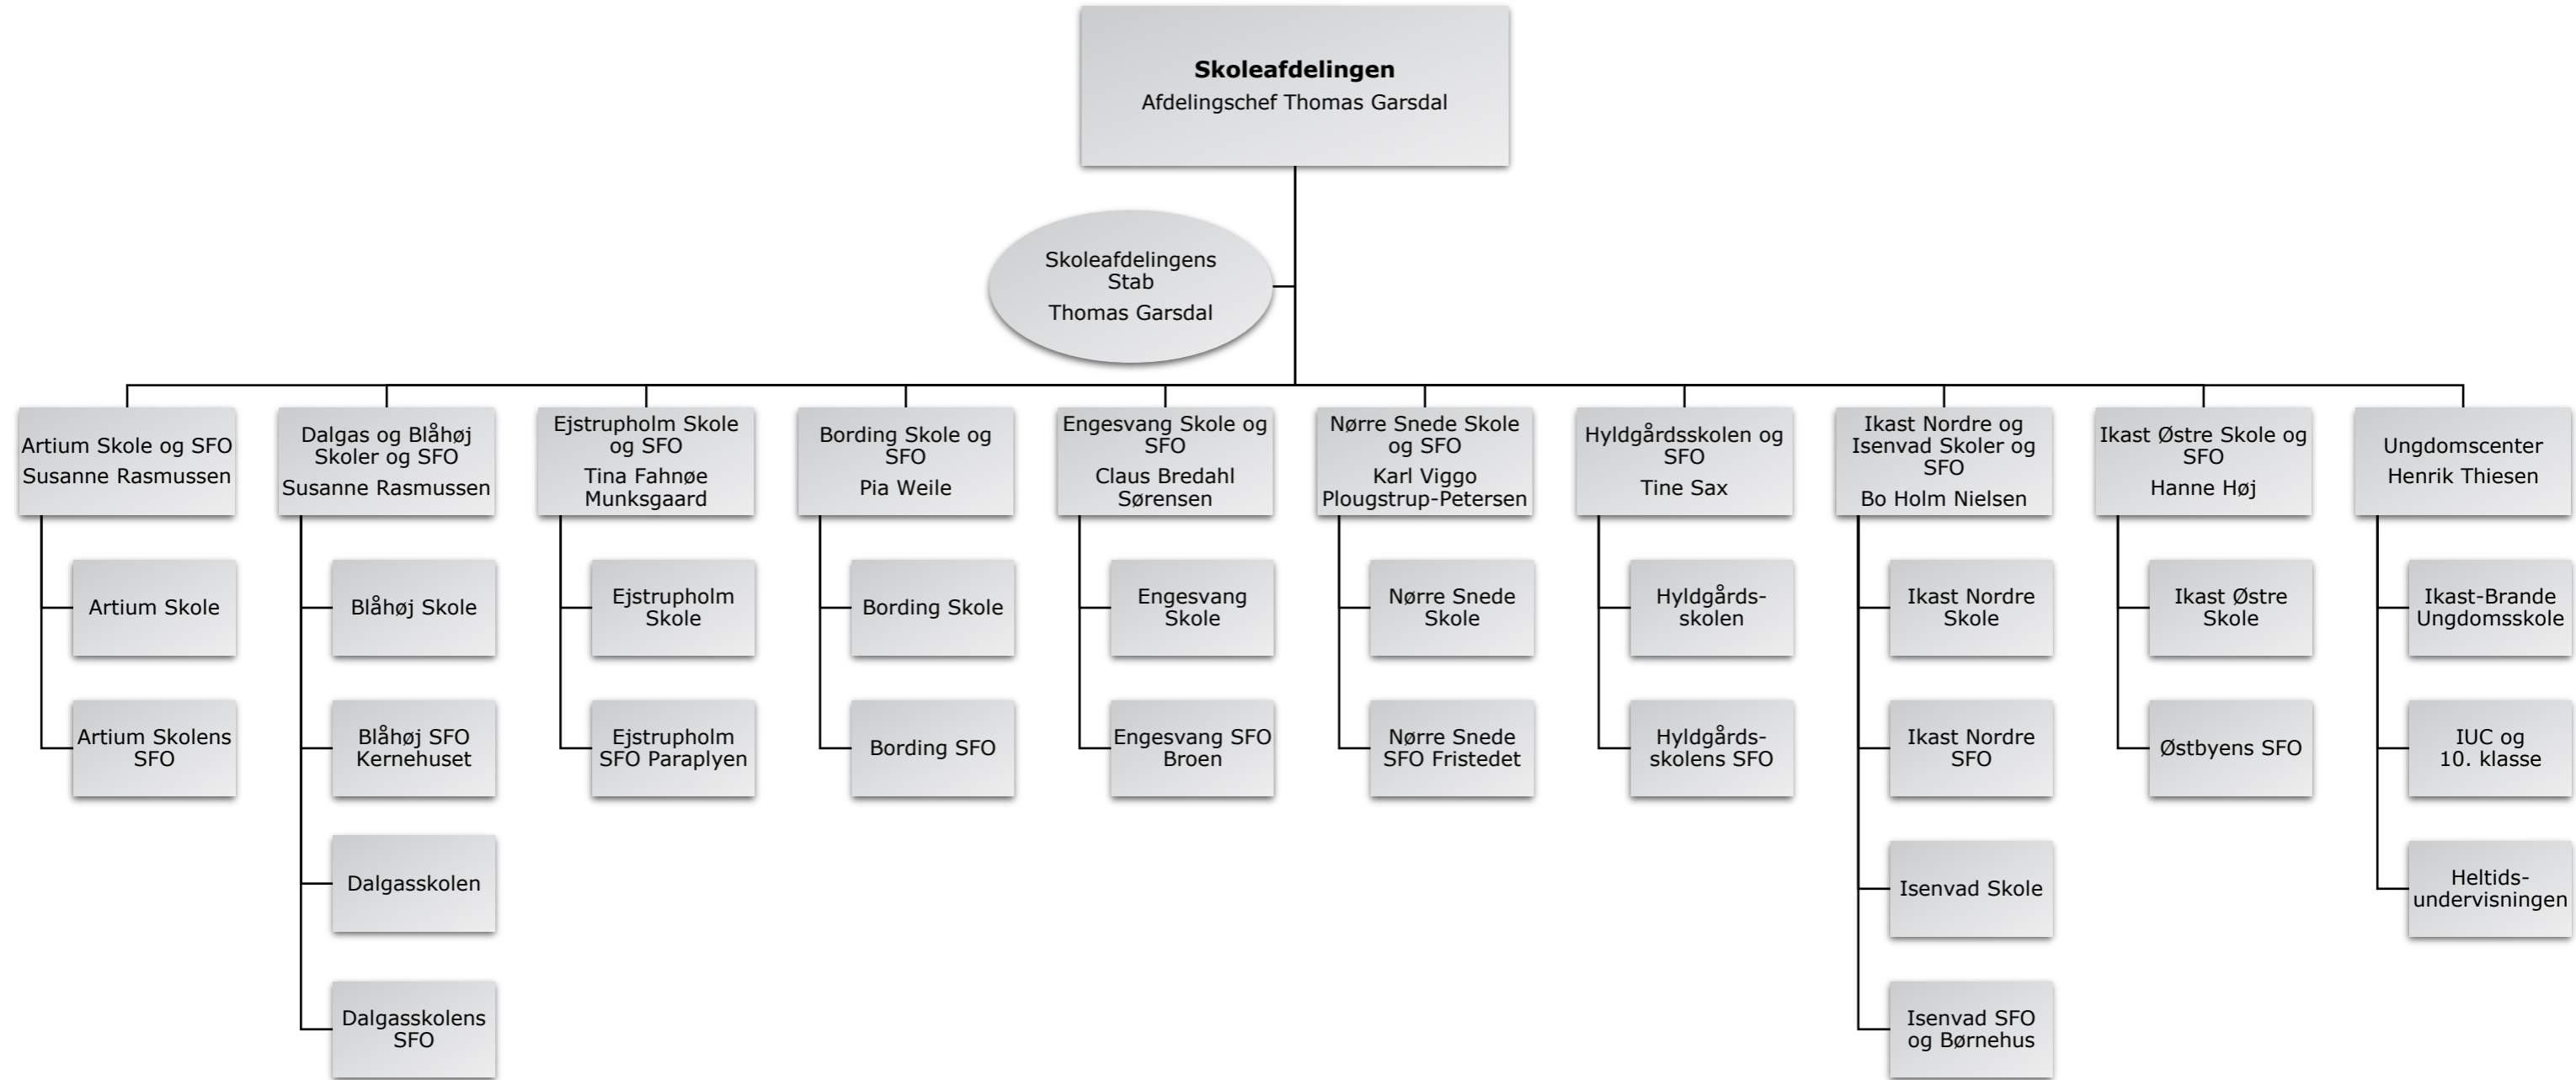 Skoleafdelingen
Afdelingschef Thomas Garsdal
Skoleafdelingens
Stab
Thomas Garsdal
Artium Skole og SFO
Susanne Rasmussen
Artium Skole
Artium Skolens
SFO
Dalgas og Blåhøj
Skoler og SFO
Susanne Rasmussen
Blåhøj Skole
Blåhøj SFO
Kernehuset
Dalgasskolen
Dalgasskolens
SFO
Ejstrupholm Skole
og SFO
Tina Fahnøe
Munksgaard
Ejstrupholm
Skole
Ejstrupholm
SFO Paraplyen
Bording Skole og
SFO
Pia Weile
Bording Skole
Bording SFO
Engesvang Skole og
SFO
Claus Bredahl
Sørensen
Engesvang
Skole
Engesvang SFO
Broen
Nørre Snede Skole
og SFO
Karl Viggo
Plougstrup-Petersen
Nørre Snede
Skole
Nørre Snede
SFO Fristedet
Hyldgårdsskolen og
SFO
Tine Sax
Hyldgårds-
skolen
Hyldgårds-
skolens SFO
Ikast Nordre og
Isenvad Skoler og
SFO
Bo Holm Nielsen
Ikast Nordre
Skole
Ikast Nordre
SFO
Isenvad Skole
Isenvad SFO
og Børnehus
Ikast Østre Skole og
SFO
Hanne Høj
Ikast Østre
Skole
Østbyens SFO
Ungdomscenter
Henrik Thiesen
Ikast-Brande
Ungdomsskole
IUC og
10. klasse
Heltids-
undervisningen